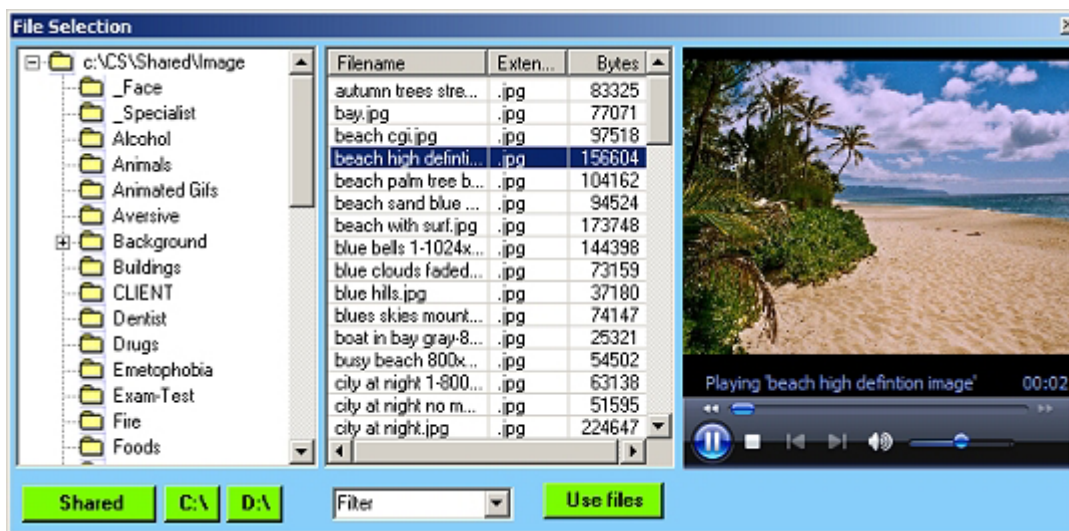 File Selection
c:\CS\Shared\Image
_Face
_Specialist
Alcohol
Animals
Animated Gifs
Aversive
Background
Buildings
CLIENT
Dentist
Drugs
Emetophobia
Exam-Test
Fire
Foods
Filename Exten... Bytes
autumn trees stre... .jpg 83325
bay.jpg .jpg 77071
beach cgi.jpg .jpg 97518
beach high definti... .jpg 156604
beach palm tree b... .jpg 104162
beach sand blue ... .jpg 94524
beach with surf.jpg .jpg 173748
blue bells 1-1024x... .jpg 144398
blue clouds faded... .jpg 73159
blue hills.jpg .jpg 37180
blues skies mount... .jpg 74147
boat in bay gray-8... .jpg 25321
busy beach 800x... .jpg 54502
city at night 1-800... .jpg 63138
city at night no m... .jpg 51595
city at night.jpg .jpg 224647
Playing 'beach high defintion image' 00:02
Shared C:\ D:\ Filter Use files